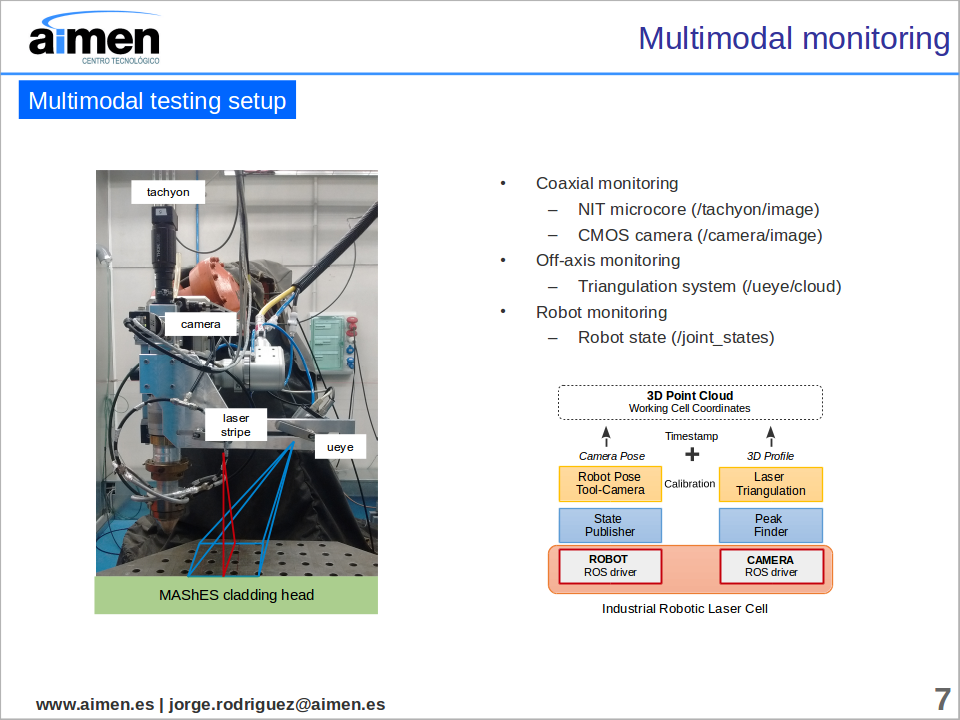 aimen
CENTRO TECNOLÓGICO
Multimodal monitoring
Multimodal testing setup
tachyon
camera
laser
stripe
ueye
MAShES cladding head
• Coaxial monitoring
– NIT microcore (/tachyon/image)
– CMOS camera (/camera/image)
• Off-axis monitoring
– Triangulation system (/ueye/cloud)
• Robot monitoring
– Robot state (/joint_states)
3D Point Cloud
Working Cell Coordinates
Timestamp
Camera Pose + 3D Profile
Robot Pose
Tool-Camera
Calibration
Laser
Triangulation
State
Publisher
Peak
Finder
ROBOT
ROS driver
CAMERA
ROS driver
Industrial Robotic Laser Cell
www.aimen.es | jorge.rodriguez@aimen.es
7